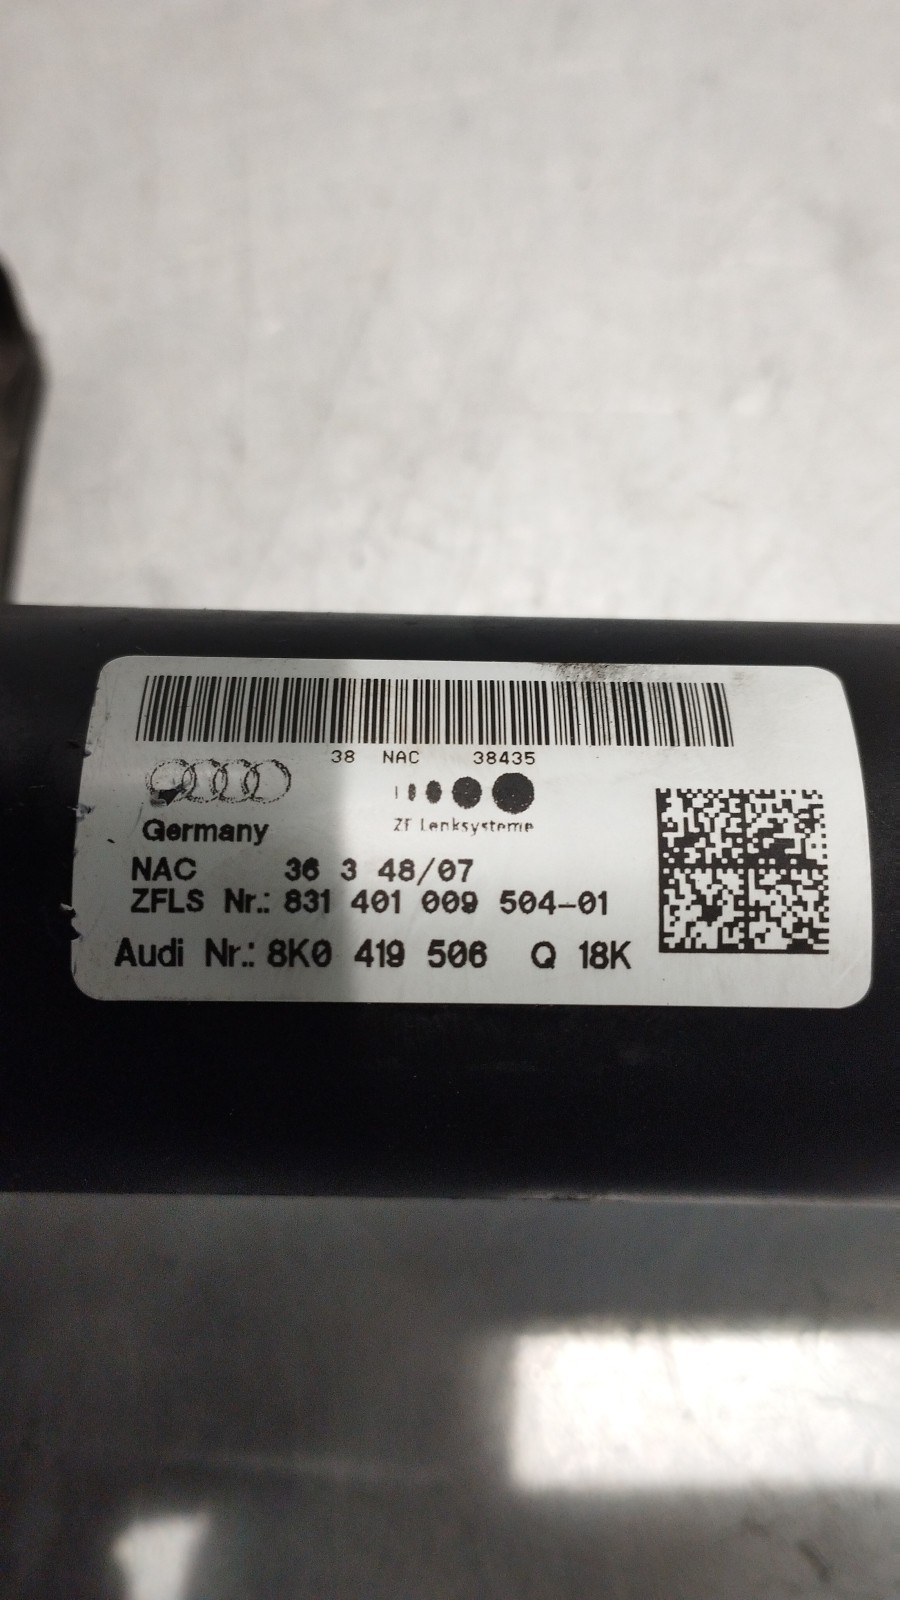 38 NAC 38435
ZF Lenksysteme
Germany
NAC 36 3 48/07
ZFLS Nr.: 831 401 009 504-01
Audi Nr.: 8K0 419 506 Q 18K